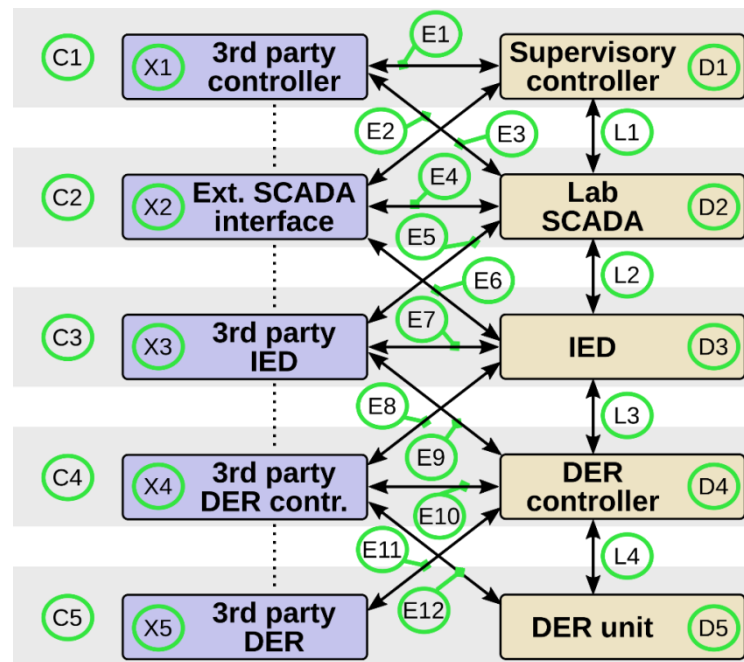 C1
X1
3rd party
controller
E1
Supervisory
controller
D1
E2
E3
L1
C2
X2
Ext. SCADA
interface
E4
Lab
SCADA
D2
E5
E6
L2
C3
X3
3rd party
IED
E7
IED
D3
E8
E9
L3
C4
X4
3rd party
DER contr.
E10
DER
controller
D4
E11
E12
L4
C5
X5
3rd party
DER
DER unit
D5